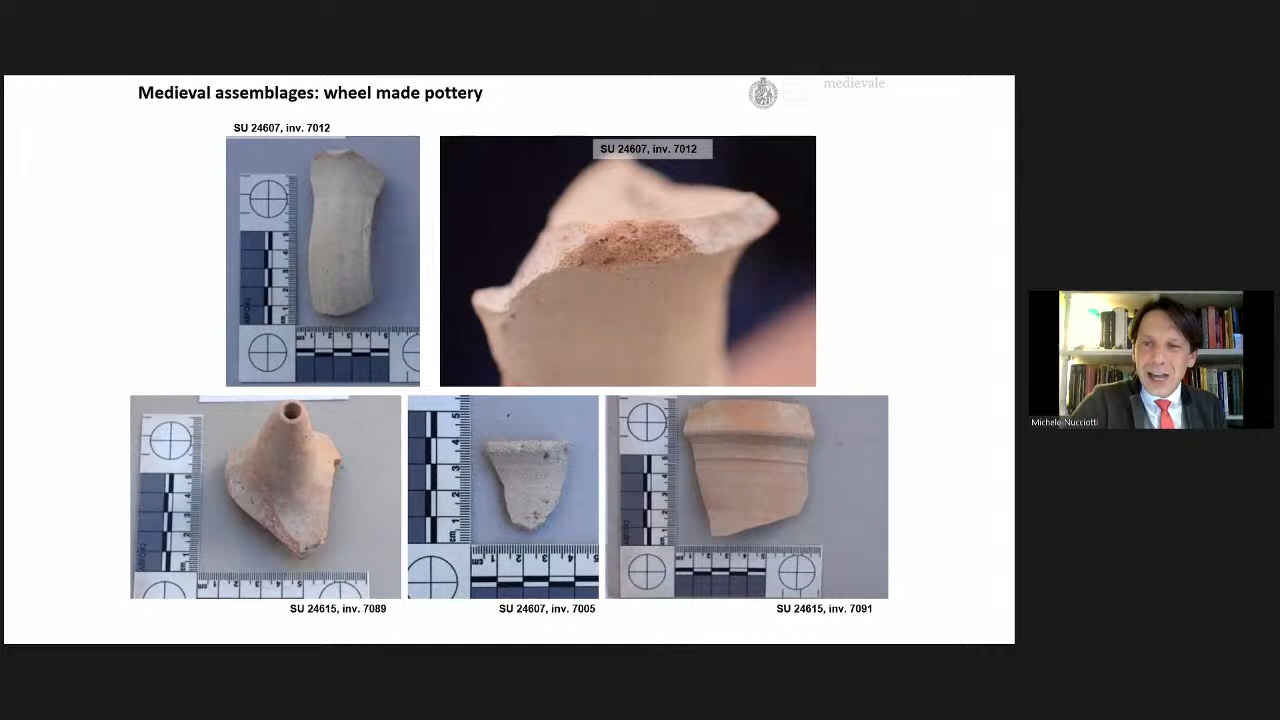 Medieval assemblages: wheel made pottery
medievale
SU 24607, inv. 7012
SU 24607, inv. 7012
SU 24615, inv. 7089
SU 24607, inv. 7005
SU 24615, inv. 7091
Michele Nucciotti